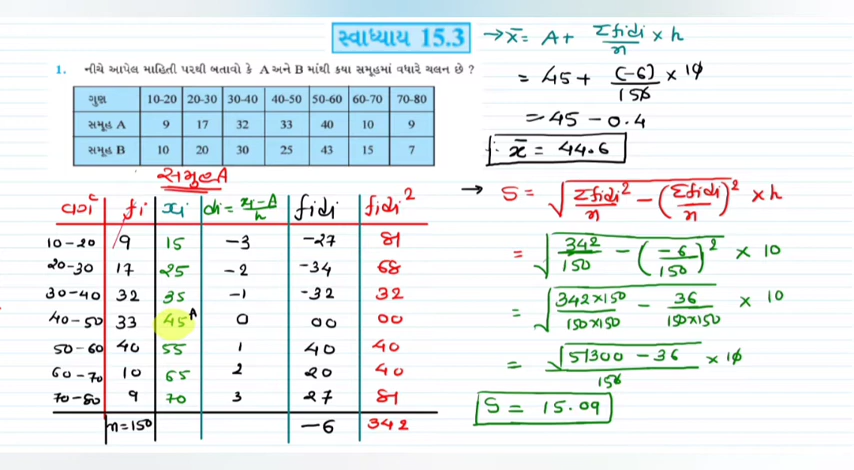 સ્વાધ્યાય 15.3
1. નીચે આપેલ માહિતી પરથી બતાવો કે A અને B માંથી કયા સમૂહમાં વધારે ચલન છે ?
ગુણ 10-20 20-30 30-40 40-50 50-60 60-70 70-80
સમૂહ A 9 17 32 33 40 10 9
સમૂહ B 10 20 30 25 43 15 7
સમુહ A
વર્ગ fi xi di = xi-A/h fidi fidi²
10-20 9 15 -3 -27 81
20-30 17 25 -2 -34 68
30-40 32 35 -1 -32 32
40-50 33 45 A 0 00 00
50-60 40 55 1 40 40
60-70 10 65 2 20 40
70-80 9 70 3 27 81
n=150 -6 342
→ x̄ = A + Σfidi/n × h
= 45 + (-6)/150 × 10
= 45 - 0.4
∴ x̄ = 44.6
→ S = √(Σfidi²/n - (Σfidi/n)²) × h
= √(342/150 - (-6/150)²) × 10
= √(342×150/150×150 - 36/150×150) × 10
= √(51300 - 36)/150 × 10
S = 15.09